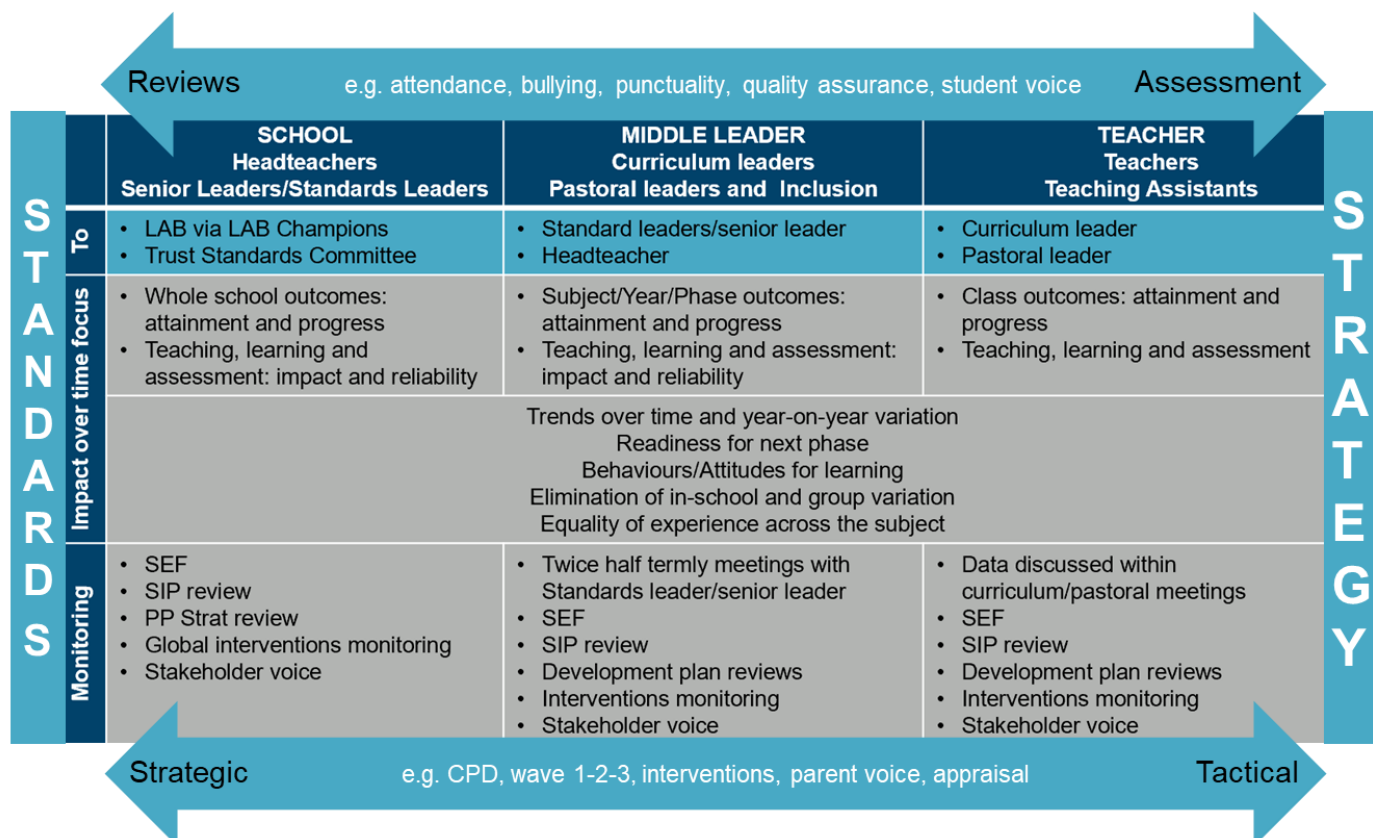 Reviews
e.g. attendance, bullying, punctuality, quality assurance, student voice
Assessment
STANDARDS
SCHOOL
Headteachers
Senior Leaders/Standards Leaders
MIDDLE LEADER
Curriculum leaders
Pastoral leaders and Inclusion
TEACHER
Teachers
Teaching Assistants
STRATEGY
To
• LAB via LAB Champions
• Trust Standards Committee
• Standard leaders/senior leader
• Headteacher
• Curriculum leader
• Pastoral leader
Impact over time focus
• Whole school outcomes:
attainment and progress
• Teaching, learning and
assessment: impact and reliability
• Subject/Year/Phase outcomes:
attainment and progress
• Teaching, learning and assessment:
impact and reliability
• Class outcomes: attainment and
progress
• Teaching, learning and assessment
Trends over time and year-on-year variation
Readiness for next phase
Behaviours/Attitudes for learning
Elimination of in-school and group variation
Equality of experience across the subject
Monitoring
• SEF
• SIP review
• PP Strat review
• Global interventions monitoring
• Stakeholder voice
• Twice half termly meetings with
Standards leader/senior leader
• SEF
• SIP review
• Development plan reviews
• Interventions monitoring
• Stakeholder voice
• Data discussed within
curriculum/pastoral meetings
• SEF
• SIP review
• Development plan reviews
• Interventions monitoring
• Stakeholder voice
Strategic
e.g. CPD, wave 1-2-3, interventions, parent voice, appraisal
Tactical